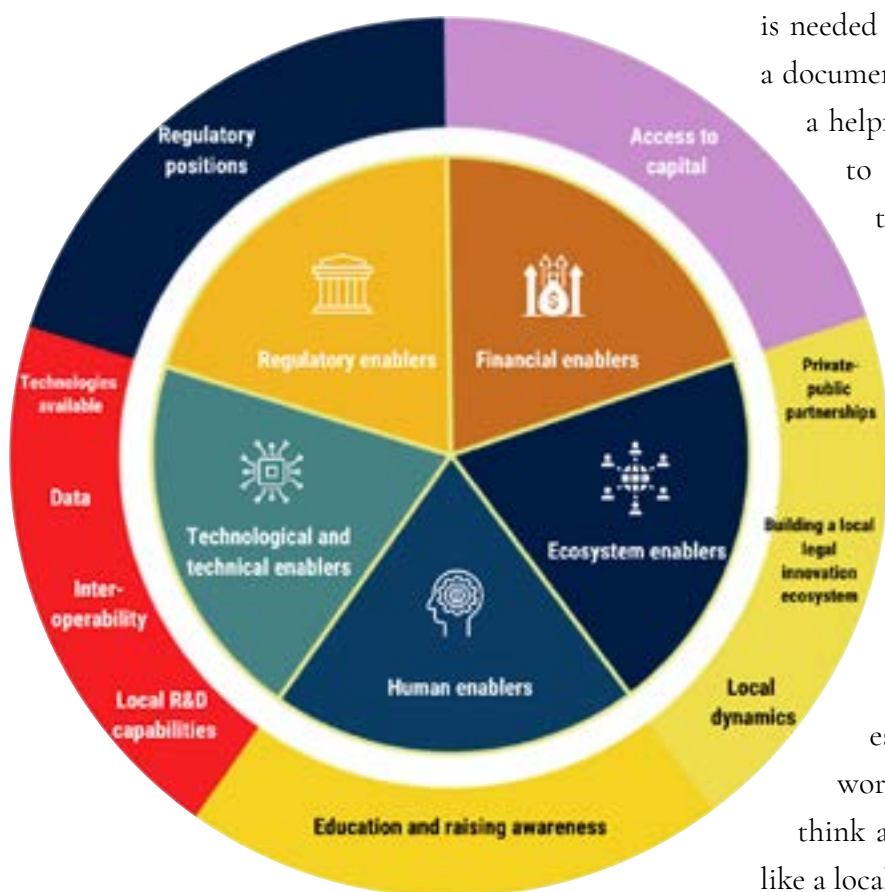 is needed
a documen
a helpf
to
t
Regulatory
positions
Access to
capital
Regulatory enablers
Financial enablers
Technologies
available
Private-
public
partnerships
Data
Technological and
technical enablers
Ecosystem enablers
Building a local
legal
innovation
ecosystem
Inter-
operability
Human enablers
Local R&D
capabilities
Local
dynamics
es
wor
Education and raising awareness
think a
like a local